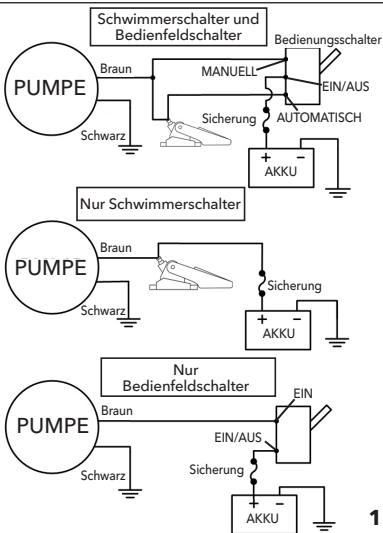 Schwimmerschalter und
Bedienfeldschalter
Bedienungsschalter
PUMPE
Braun
MANUELL
EIN/AUS
Sicherung
AUTOMATISCH
Schwarz
+ −
AKKU
Nur Schwimmerschalter
PUMPE
Braun
Schwarz
Sicherung
+ −
AKKU
Nur
Bedienfeldschalter
PUMPE
Braun
EIN
EIN/AUS
Schwarz
Sicherung
+ −
AKKU
1